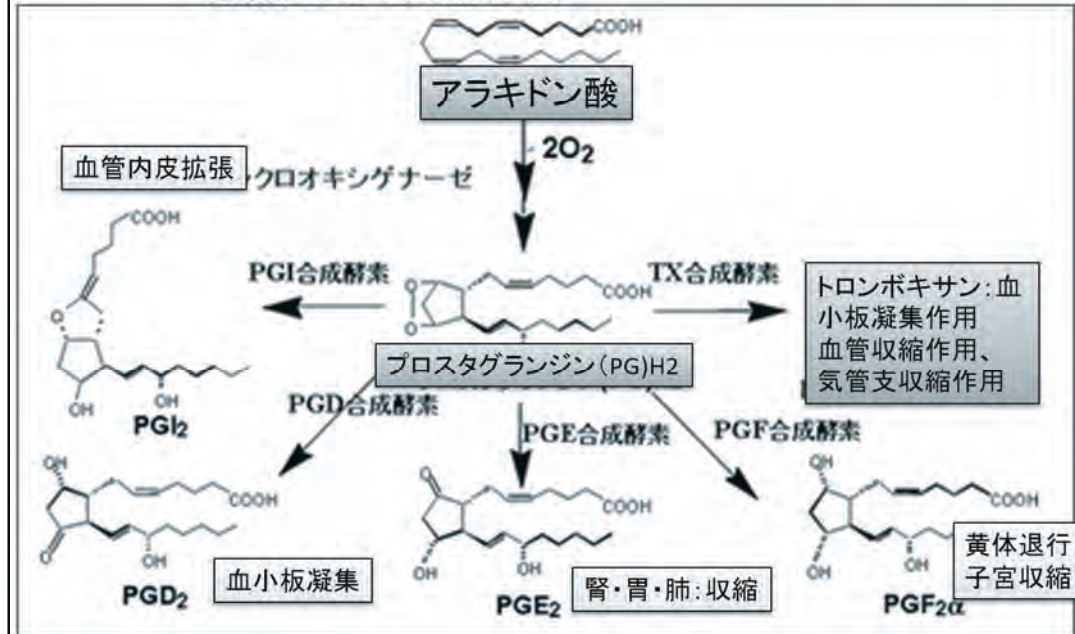 COOH
アラキドン酸
2O₂
血管内皮拡張
クロオキシゲナーゼ
COOH
PGI合成酵素
COOH
TX合成酵素
O
O
O
トロンボキサン：血
小板凝集作用
血管収縮作用、
気管支収縮作用
プロスタグランジン（PG)H2
OH
OH
PGI₂
PGD合成酵素
PGE合成酵素
PGF合成酵素
OH
COOH
O
OH
PGD₂
血小板凝集
O
COOH
OH
OH
PGE₂
腎・胃・肺：収縮
OH
COOH
OH
OH
PGF₂α
黄体退行
子宮収縮